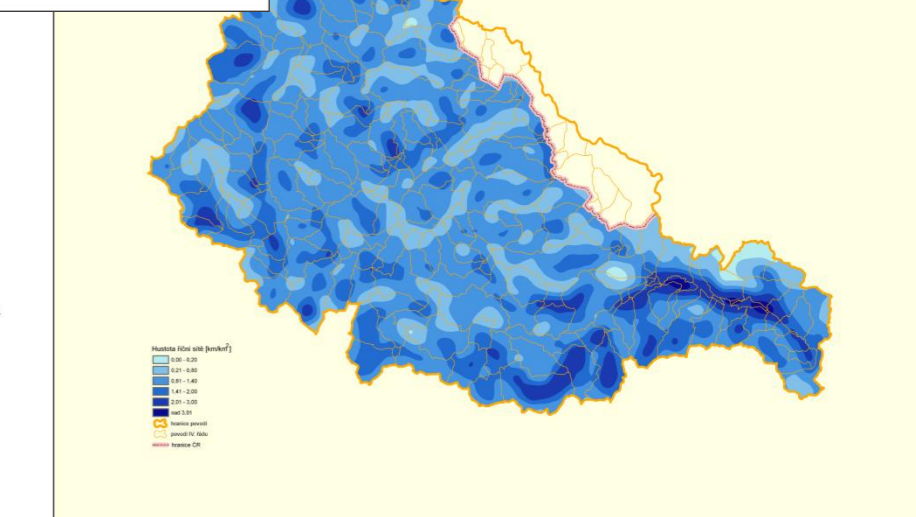 Hustota říční sítě [km/km²]
0,00 - 0,20
0,21 - 0,80
0,81 - 1,40
1,41 - 2,00
2,01 - 3,00
nad 3,01
hranice povodí
povodí IV. řádu
hranice ČR